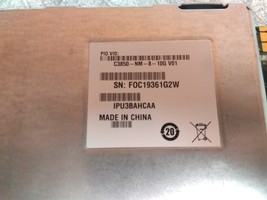 PID VID:
C3850-NM-8-10G V01
SN: FOC19361G2W
IPU3BAHCAA
MADE IN CHINA
20